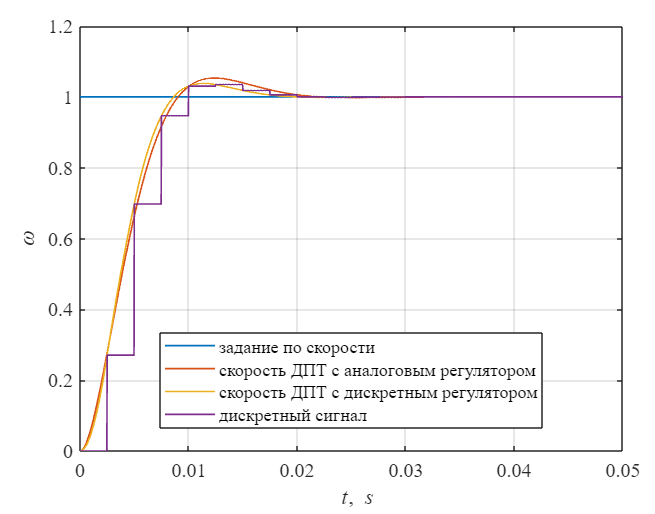 1.2
1
0.8
0.6
0.4
0.2
0
ω
задание по скорости
скорость ДПТ с аналоговым регулятором
скорость ДПТ с дискретным регулятором
дискретный сигнал
0 0.01 0.02 0.03 0.04 0.05
t, s